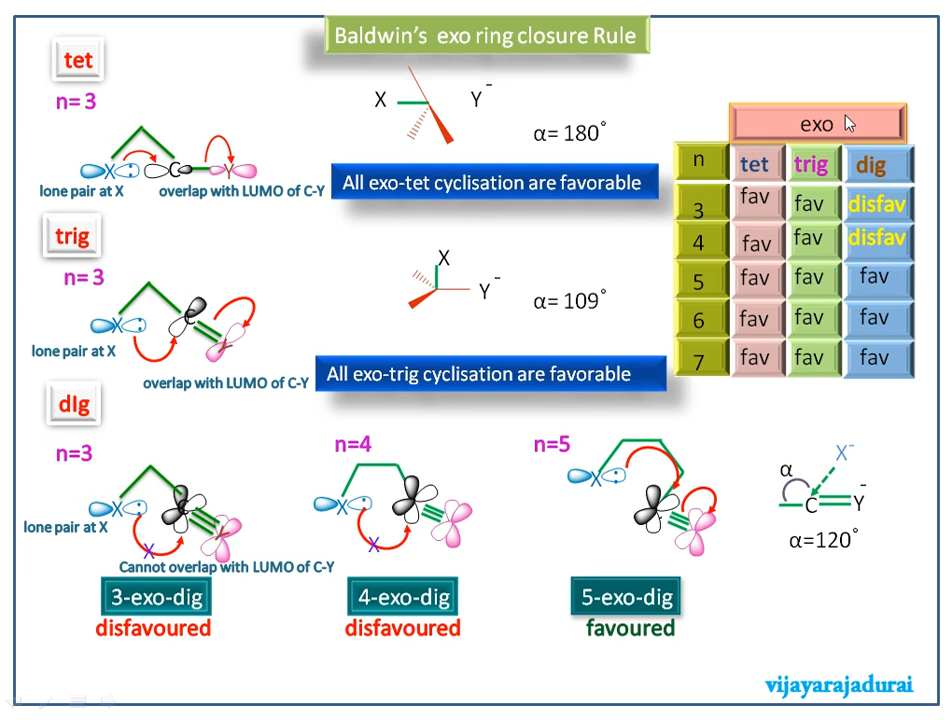 Baldwin's exo ring closure Rule
tet
n= 3
X
lone pair at X
C
Y
overlap with LUMO of C-Y
X
Y⁻
α= 180˚
All exo-tet cyclisation are favorable
trig
n= 3
X
lone pair at X
C
Y
overlap with LUMO of C-Y
X
Y⁻
α= 109˚
All exo-trig cyclisation are favorable
exo
n tet trig dig
3 fav fav disfav
4 fav fav disfav
5 fav fav fav
6 fav fav fav
7 fav fav fav
dIg
n=3
X
lone pair at X
C
Y
X
Cannot overlap with LUMO of C-Y
3-exo-dig
disfavoured
n=4
X
X
4-exo-dig
disfavoured
n=5
X
5-exo-dig
favoured
X⁻
α
C
Y⁻
α=120˚
vijayarajadurai